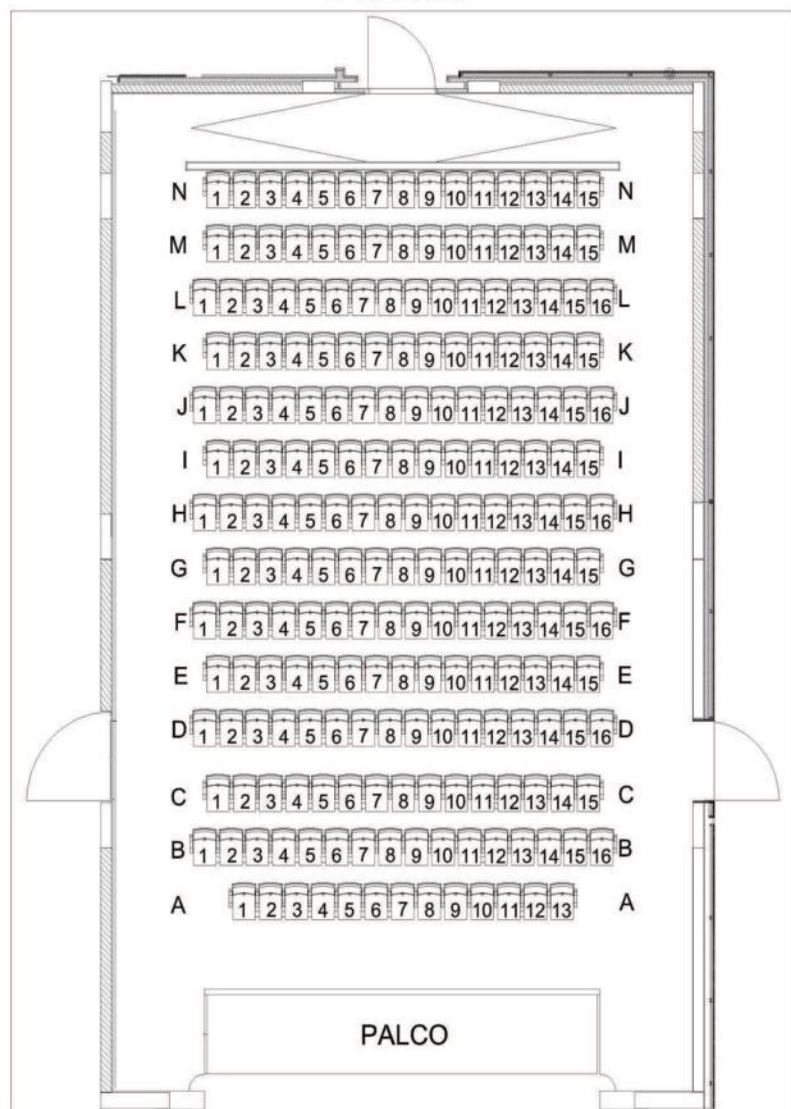 N 1 2 3 4 5 6 7 8 9 10 11 12 13 14 15 N
M 1 2 3 4 5 6 7 8 9 10 11 12 13 14 15 M
L 1 2 3 4 5 6 7 8 9 10 11 12 13 14 15 16 L
K 1 2 3 4 5 6 7 8 9 10 11 12 13 14 15 K
J 1 2 3 4 5 6 7 8 9 10 11 12 13 14 15 16 J
I 1 2 3 4 5 6 7 8 9 10 11 12 13 14 15 I
H 1 2 3 4 5 6 7 8 9 10 11 12 13 14 15 16 H
G 1 2 3 4 5 6 7 8 9 10 11 12 13 14 15 G
F 1 2 3 4 5 6 7 8 9 10 11 12 13 14 15 16 F
E 1 2 3 4 5 6 7 8 9 10 11 12 13 14 15 E
D 1 2 3 4 5 6 7 8 9 10 11 12 13 14 15 16 D
C 1 2 3 4 5 6 7 8 9 10 11 12 13 14 15 C
B 1 2 3 4 5 6 7 8 9 10 11 12 13 14 15 16 B
A 1 2 3 4 5 6 7 8 9 10 11 12 13 A
PALCO